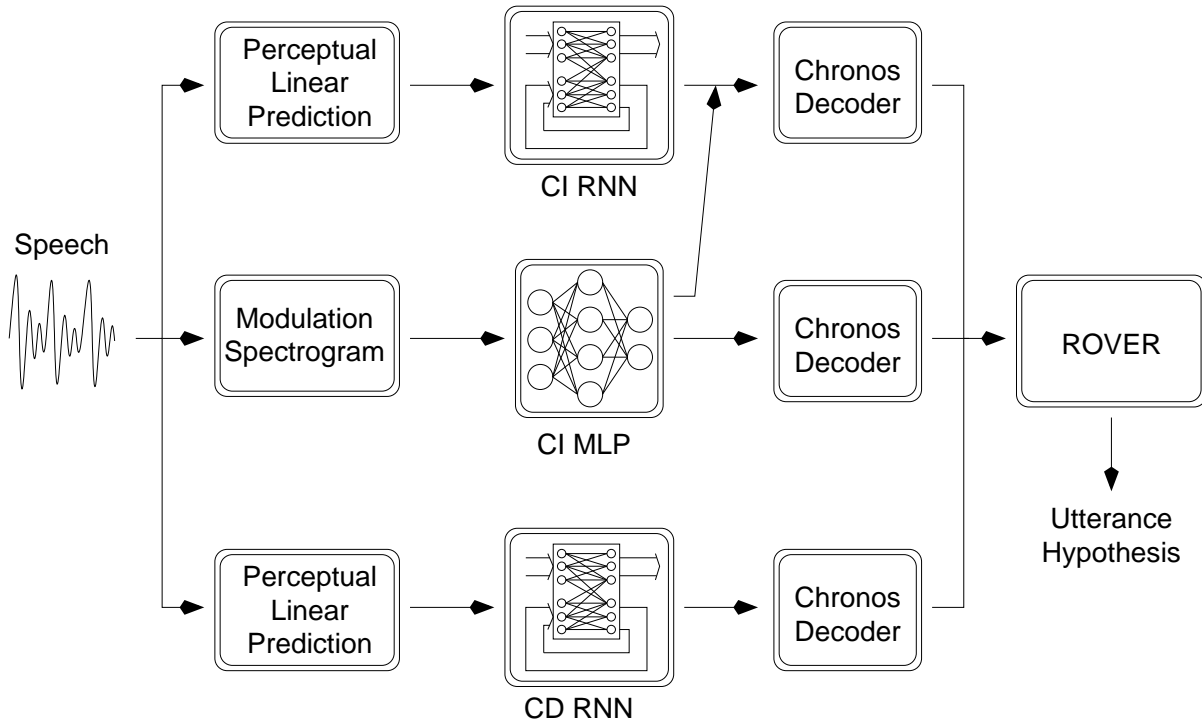 Perceptual
Linear
Prediction
CI RNN
Chronos
Decoder
Speech
Modulation
Spectrogram
CI MLP
Chronos
Decoder
ROVER
Utterance
Hypothesis
Perceptual
Linear
Prediction
CD RNN
Chronos
Decoder